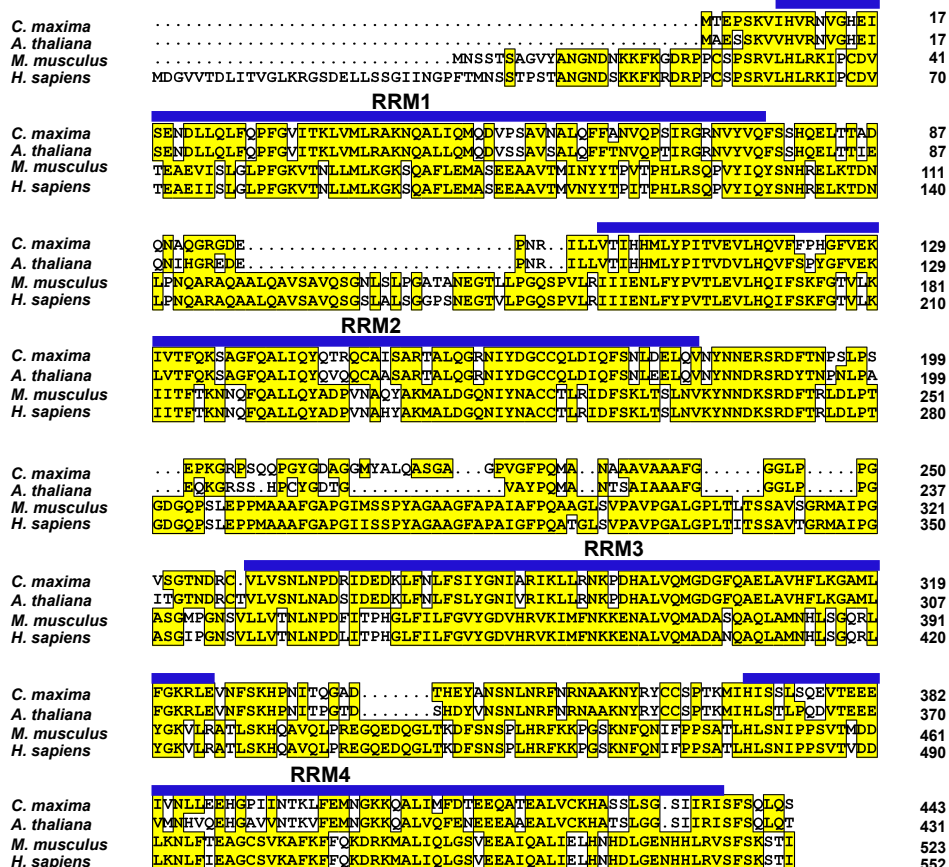 C. maxima ......................................................MTEPSKVIHVRNVGHEI 17
A. thaliana ......................................................MAESSKVVHVRNVGHEI 17
M. musculus .............................MNSSTSAGVYANGNDNKKFKGDRPPCSPSRVLHLRKIPCDV 41
H. sapiens MDGVVTDLITVGLKRGSDELLSSGIINGPFTMNSSTPSTANGNDSKKFKRDRPPCSPSRVLHLRKIPCDV 70
RRM1
C. maxima SENDLLQLFQPFGVITKLVMLRAKNQALIQMQDVPSAVNALQFFANVQPSIRGRNVYVQFSSHQELTTAD 87
A. thaliana SENDLLQLFQPFGVITKLVMLRAKNQALLQMQDVSSAVSALQFFTNVQPTIRGRNVYVQFSSHQELTTIE 87
M. musculus TEAEVISLGLPFGKVTNLLMLKGKSQAFLEMASEEAAVTMINYYTPVTPHLRSQPVYIQYSNHRELKTDN 111
H. sapiens TEAEIISLGLPFGKVTNLLMLKGKSQAFLEMASEEAAVTMVNYYTPITPHLRSQPVYIQYSNHRELKTDN 140
C. maxima QNAQGRGDE..........................PNR..ILLVTIHHMLYPITVEVLHQVFFPHGFVEK 129
A. thaliana QNIHGREDE..........................PNR..ILLVTIHHMLYPITVDVLHQVFSPYGFVEK 129
M. musculus LPNQARAQAALQAVSAVQSGNLSLPGATANEGTLLPGQSPVLRIIIENLFYPVTLEVLHQIFSKFGTVLK 181
H. sapiens LPNQARAQAALQAVSAVQSGSLALSGGPSNEGTVLPGQSPVLRIIIENLFYPVTLEVLHQIFSKFGTVLK 210
RRM2
C. maxima IVTFQKSAGFQALIQYQTRQCAISARTALQGRNIYDGCCQLDIQFSNLDELQVNYNNERSRDFTNPSLPS 199
A. thaliana LVTFQKSAGFQALIQYQVQQCAASARTALQGRNIYDGCCQLDIQFSNLEELQVNYNNDRSRDYTNPNLPA 199
M. musculus IITFTKNNQFQALLQYADPVNAQYAKMALDGQNIYNACCTLRIDFSKLTSLNVKYNNDKSRDFTRLDLPT 251
H. sapiens IITFTKNNQFQALLQYADPVNAHYAKMALDGQNIYNACCTLRIDFSKLTSLNVKYNNDKSRDFTRLDLPT 280
C. maxima ...EPKGRPSQQPGYGDAGGMYALQASGA...GPVGFPQMA..NAAAVAAAFG......GGLP.....PG 250
A. thaliana ...EQKGRSS.HPCYGDTG...............VAYPQMA..NTSAIAAAFG......GGLP.....PG 237
M. musculus GDGQPSLEPPMAAAFGAPGIMSSPYAGAAGFAPAIAFPQAAGLSVPAVPGALGPLTLTSSAVSGRMAIPG 321
H. sapiens GDGQPSLEPPMAAAFGAPGIISSPYAGAAGFAPAIGFPQATGLSVPAVPGALGPLTITSSAVTGRMAIPG 350
RRM3
C. maxima VSGTNDRC.VLVSNLNPDRIDEDKLFNLFSIYGNIARIKLLRNKPDHALVQMGDGFQAELAVHFLKGAML 319
A. thaliana ITGTNDRCTVLVSNLNADSIDEDKLFNLFSLYGNIVRIKLLRNKPDHALVQMGDGFQAELAVHFLKGAML 307
M. musculus ASGMPGNSVLLVTNLNPDFITPHGLFILFGVYGDVHRVKIMFNKKENALVQMADASQAQLAMNHLSGQRL 391
H. sapiens ASGIPGNSVLLVTNLNPDLITPHGLFILFGVYGDVHRVKIMFNKKENALVQMADANQAQLAMNHLSGQRL 420
C. maxima FGKRLEVNFSKHPNITQGAD.......THEYANSNLNRFNRNAAKNYRYCCSPTKMIHISSLSQEVTEEE 382
A. thaliana FGKRLEVNFSKHPNITPGTD.......SHDYVNSNLNRFNRNAAKNYRYCCSPTKMIHLSTLPQDVTEEE 370
M. musculus YGKVLRATLSKHQAVQLPREGQEDQGLTKDFSNSPLHRFKKPGSKNFQNIFPPSATLHLSNIPPSVTMDD 461
H. sapiens YGKVLRATLSKHQAVQLPREGQEDQGLTKDFSNSPLHRFKKPGSKNFQNIFPPSATLHLSNIPPSVTVDD 490
RRM4
C. maxima IVNLLEEHGPIINTKLFEMNGKKQALIMFDTEEQATEALVCKHASSLSG.SIIRISFSQLQS 443
A. thaliana VMNHVQEHGAVVNTKVFEMNGKKQALVQFENEEEAAEALVCKHATSLGG.SIIRISFSQLQT 431
M. musculus LKNLFTEAGCSVKAFKFFQKDRKMALIQLGSVEEAIQALIELHNHDLGENHHLRVSFSKSTI 523
H. sapiens LKNLFIEAGCSVKAFKFFQKDRKMALIQLGSVEEAIQALIELHNHDLGENHHLRVSFSKSTI 552